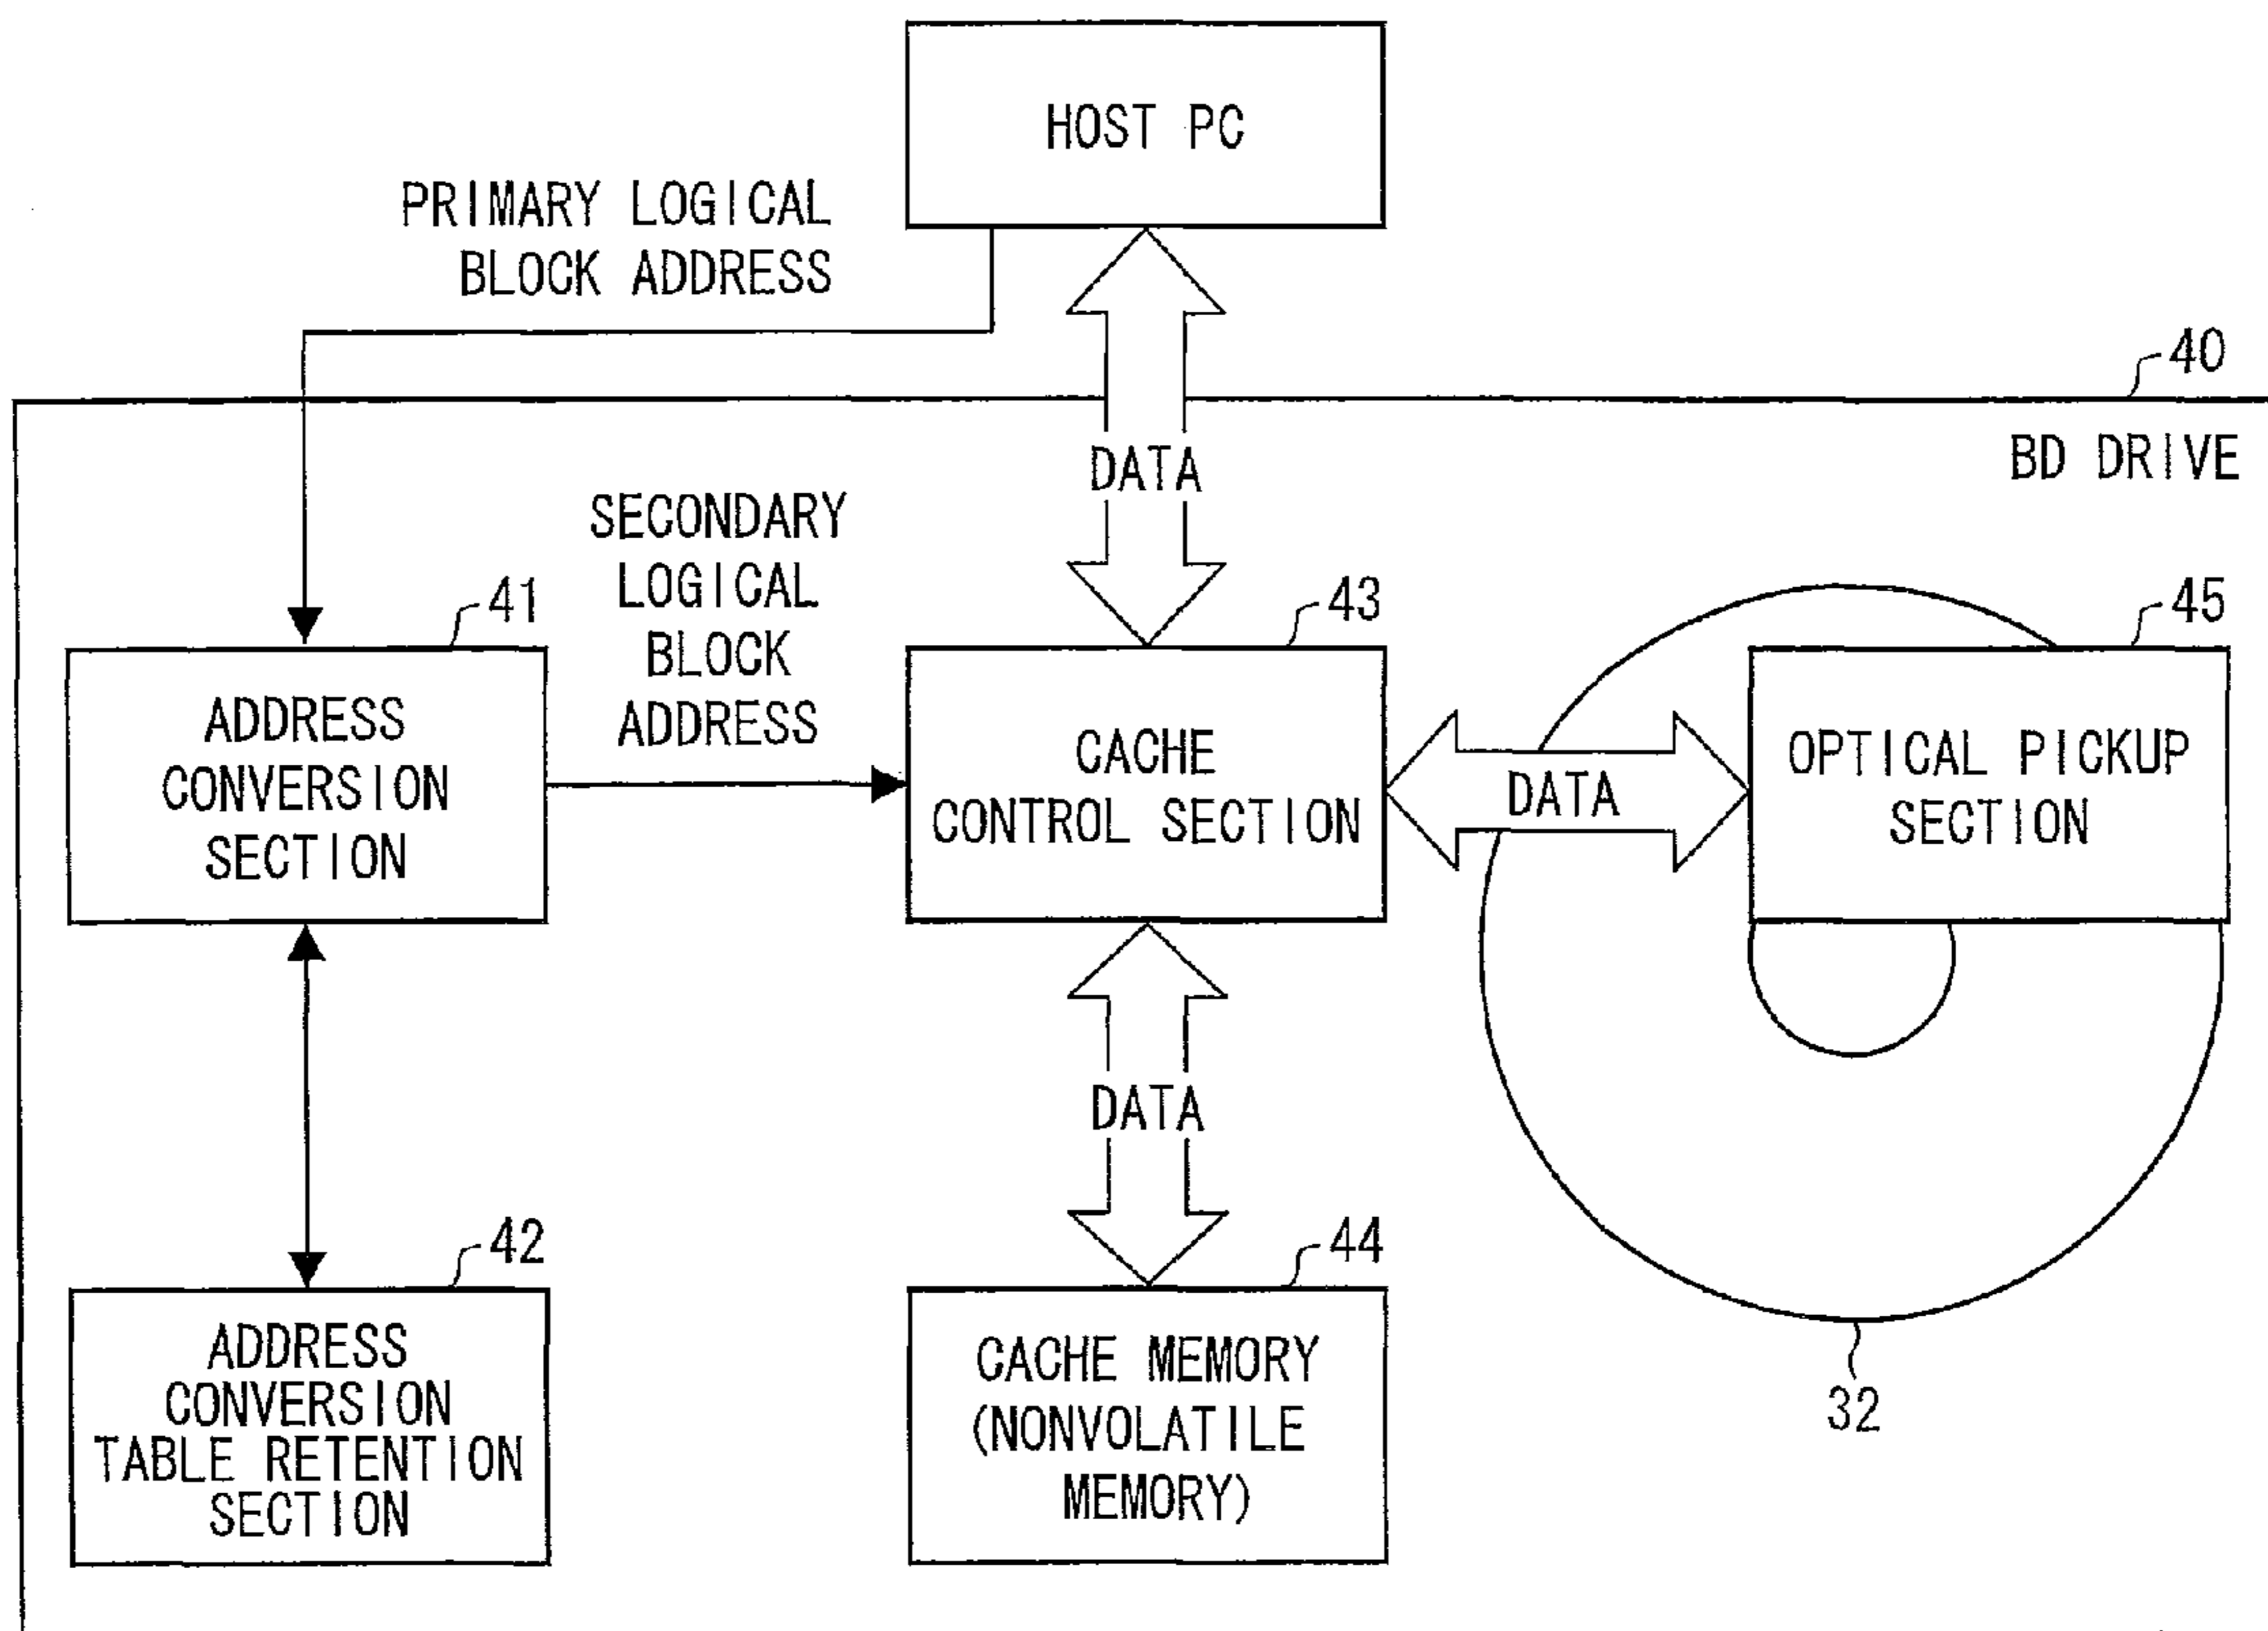 HOST PC
PRIMARY LOGICAL
BLOCK ADDRESS
40
BD DRIVE
DATA
SECONDARY
LOGICAL
BLOCK
ADDRESS
41
ADDRESS
CONVERSION
SECTION
43
CACHE
CONTROL SECTION
DATA
45
OPTICAL PICKUP
SECTION
DATA
42
ADDRESS
CONVERSION
TABLE RETENTION
SECTION
44
CACHE MEMORY
(NONVOLATILE
MEMORY)
32